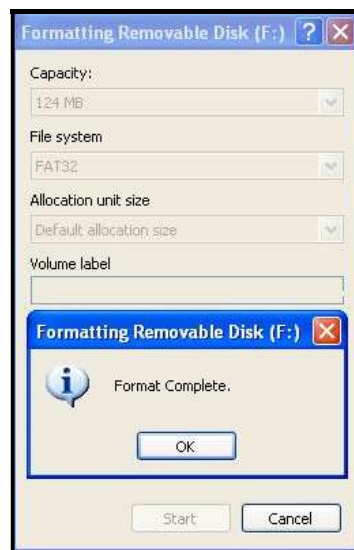 Formatting Removable Disk (F:)
Capacity:
124 MB
File system
FAT32
Allocation unit size
Default allocation size
Volume label
Formatting Removable Disk (F:)
Format Complete.
OK
Start
Cancel